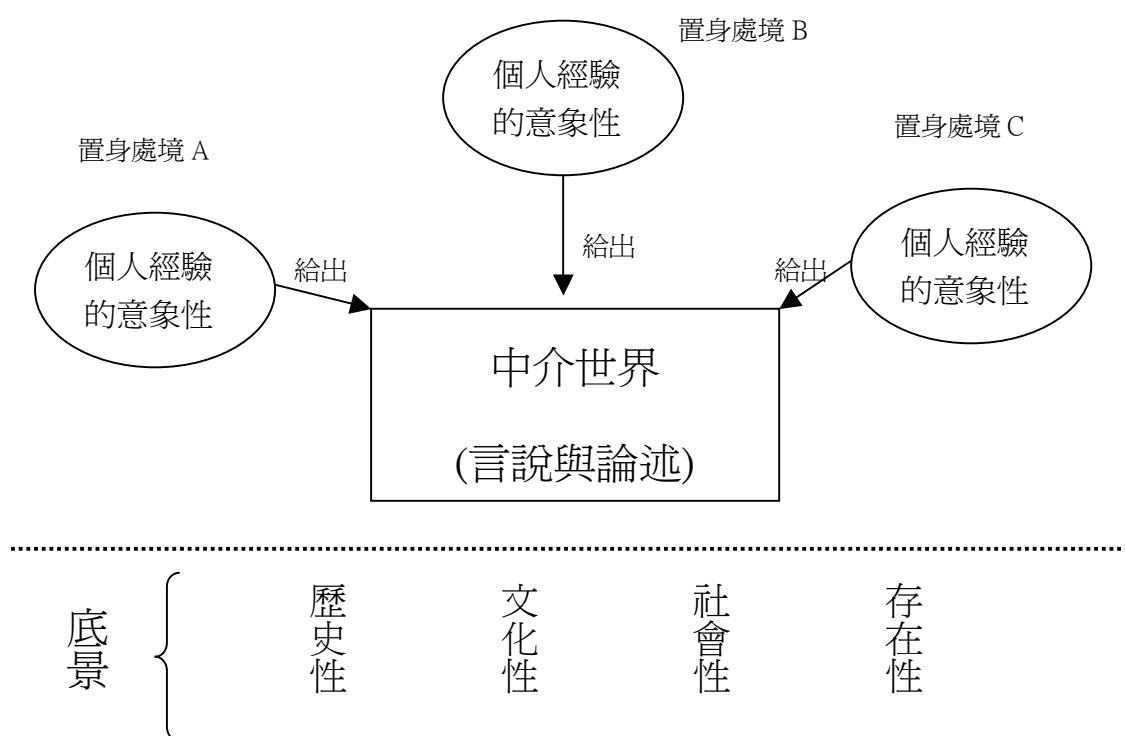 置身處境 B
個人經驗
的意象性
置身處境 C
置身處境 A
個人經驗
的意象性
給出
給出
給出
個人經驗
的意象性
中介世界
(言說與論述)
底景
歷史性
文化性
社會性
存在性